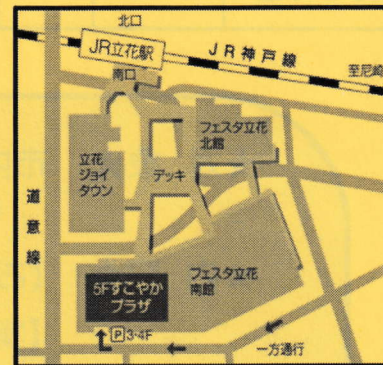 北口
JR立花駅
JR神戸線
至尼崎
南口
フェスタ立花
北館
立花
ジョイ
タウン
デッキ
道意線
フェスタ立花
南館
5Fすこやか
プラザ
P3・4F
一方通行